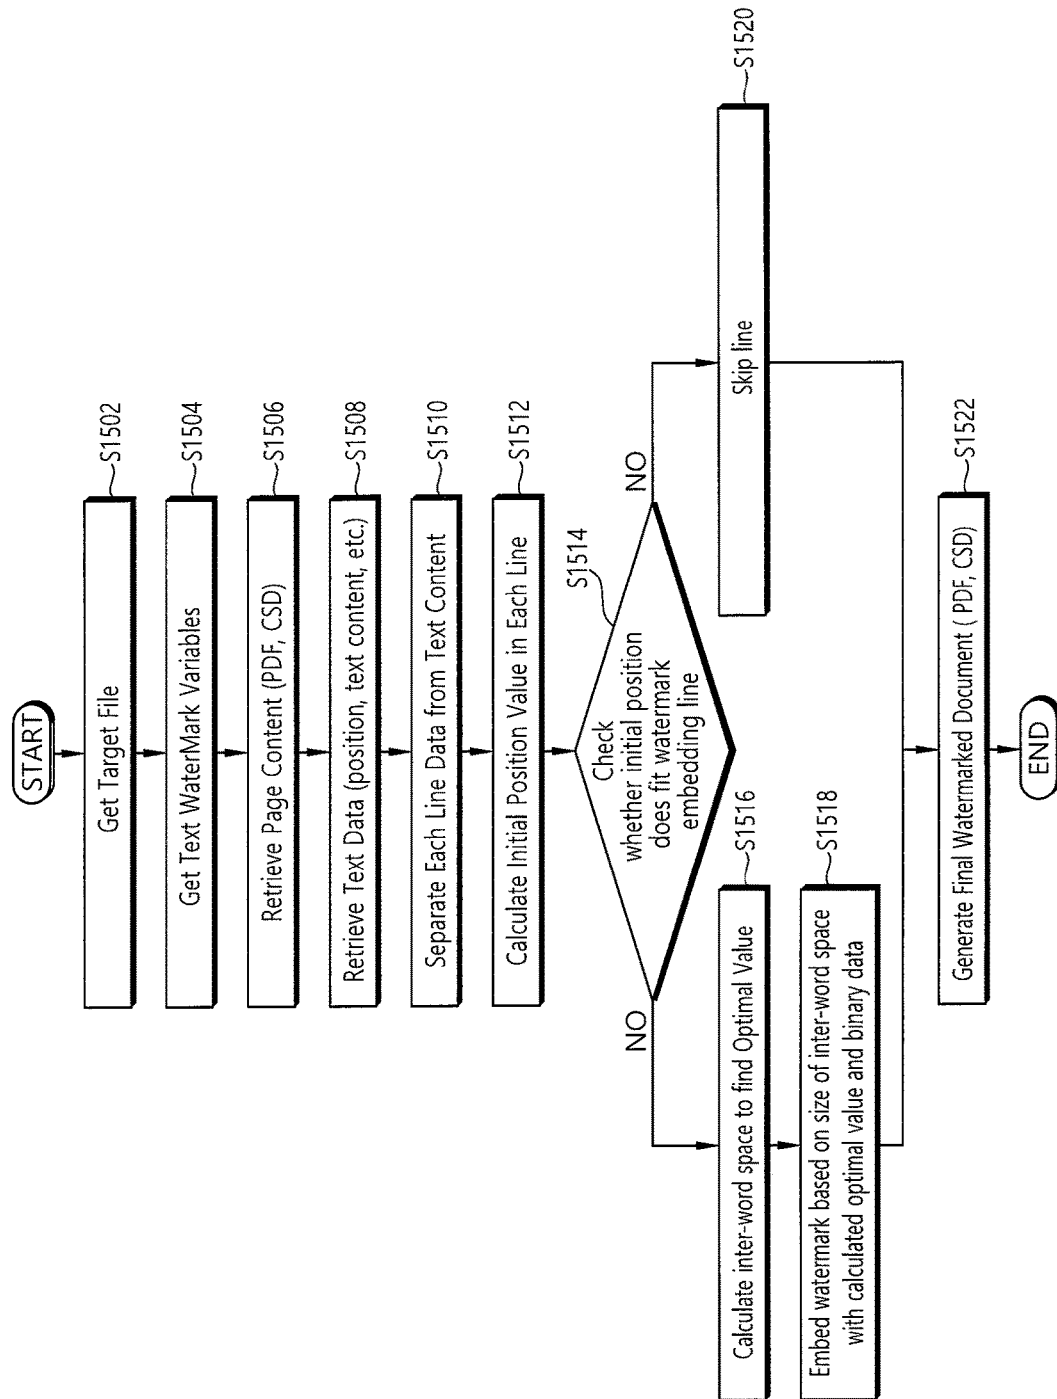 START
Get Target File
S1502
Get Text WaterMark Variables
S1504
Retrieve Page Content (PDF, CSD)
S1506
Retrieve Text Data (position, text content, etc.)
S1508
Separate Each Line Data from Text Content
S1510
Calculate Initial Position Value in Each Line
S1512
Check
whether initial position
does fit watermark
embedding line
S1514
NO
NO
Calculate inter-word space to find Optimal Value
S1516
Embed watermark based on size of inter-word space
with calculated optimal value and binary data
S1518
Skip line
S1520
Generate Final Watermarked Document ( PDF, CSD)
S1522
END